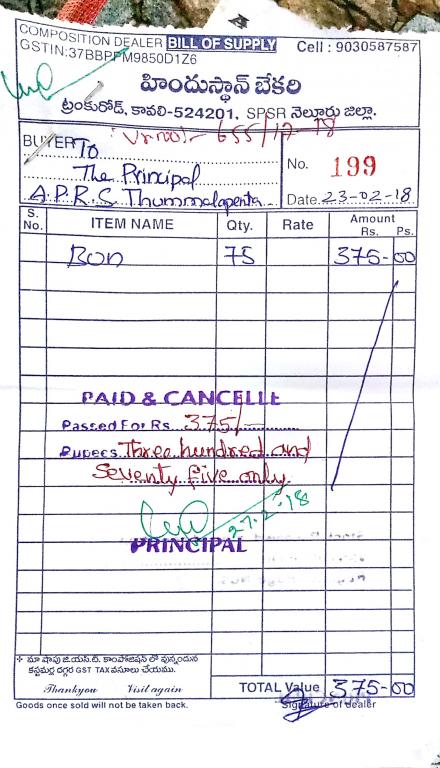 COMPOSITION DEALER BILL OF SUPPLY Cell : 9030587587
GSTIN:37BBPPM9850D1Z6
హిందుస్థాన్ బేకరి
ట్రంకురోడ్, కావలి-524201, SPSR నెల్లూరు జిల్లా.
Vr no:- 655/17-18
BUYER To
The Principal
A.P.R.S Thummalapenta
No. 199
Date. 23-02-18.
S. No. ITEM NAME Qty. Rate Amount Rs. Ps.
Bon 75 375-00
PAID & CANCELLE
Passed For Rs. 375/-
Rupees Three hundred and
Seventy five only.
27-2-18
PRINCIPAL
+ మా షాపు జి.యస్.టి. కాంపోజిషన్ లో వున్నందున
కస్టమర్ల దగ్గర GST TAX వసూలు చేయము.
Thankyou Visit again
TOTAL Value 375-00
Goods once sold will not be taken back. Signature of dealer